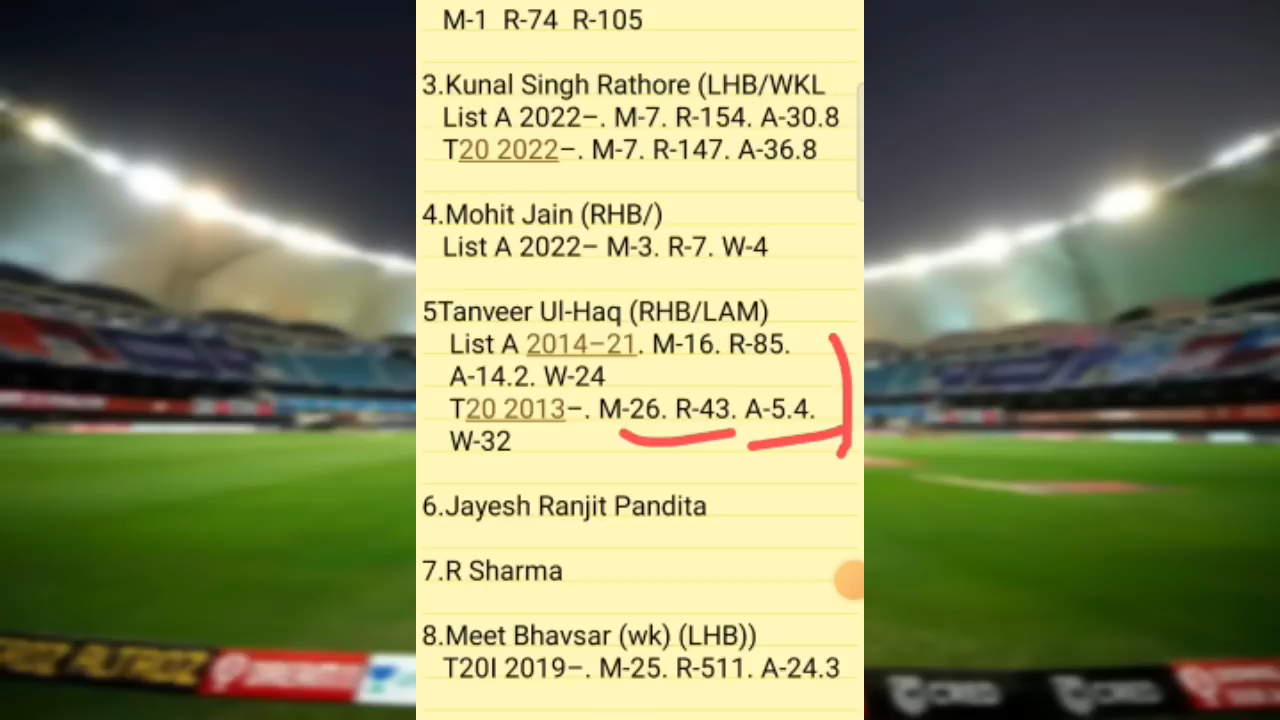 M-1 R-74 R-105
3.Kunal Singh Rathore (LHB/WKL
List A 2022–. M-7. R-154. A-30.8
T20 2022–. M-7. R-147. A-36.8
4.Mohit Jain (RHB/)
List A 2022– M-3. R-7. W-4
5Tanveer Ul-Haq (RHB/LAM)
List A 2014–21. M-16. R-85.
A-14.2. W-24
T20 2013–. M-26. R-43. A-5.4.
W-32
6.Jayesh Ranjit Pandita
7.R Sharma
8.Meet Bhavsar (wk) (LHB))
T20I 2019–. M-25. R-511. A-24.3
CRED
CRED